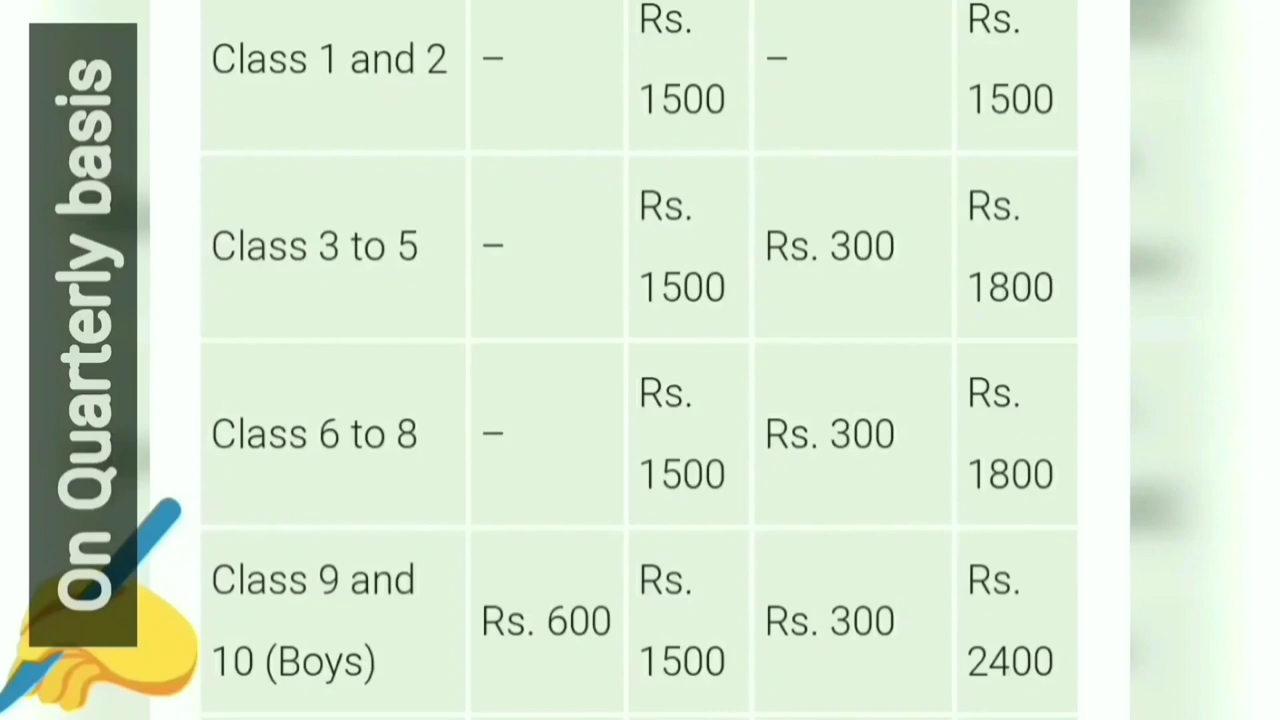 On Quarterly basis
Class 1 and 2 – Rs. 1500 – Rs. 1500
Class 3 to 5 – Rs. 1500 Rs. 300 Rs. 1800
Class 6 to 8 – Rs. 1500 Rs. 300 Rs. 1800
Class 9 and 10 (Boys) Rs. 600 Rs. 1500 Rs. 300 Rs. 2400